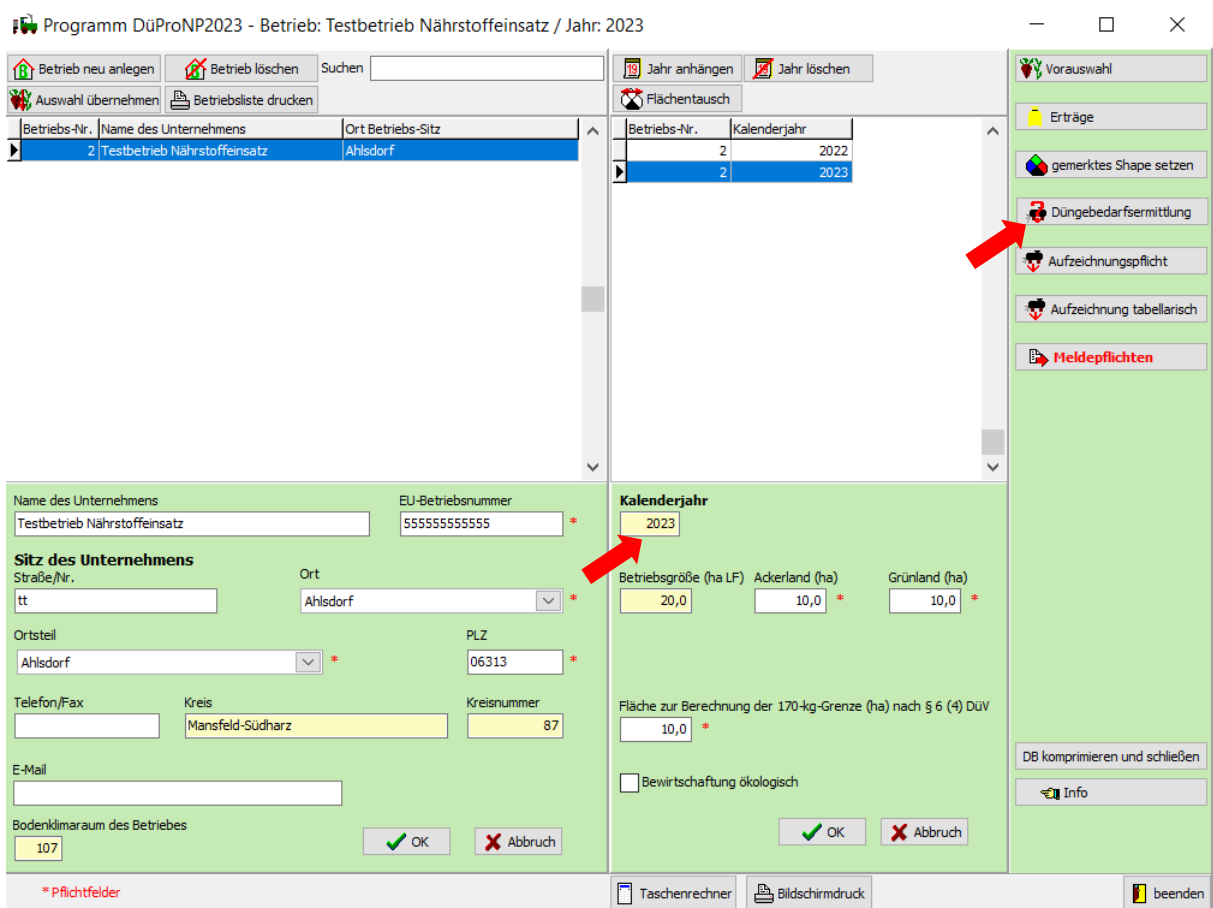 Programm DüProNP2023 - Betrieb: Testbetrieb Nährstoffeinsatz / Jahr: 2023
Betrieb neu anlegen
Betrieb löschen
Suchen
Auswahl übernehmen
Betriebsliste drucken
Betriebs-Nr. Name des Unternehmens Ort Betriebs-Sitz
2 Testbetrieb Nährstoffeinsatz Ahlsdorf
Jahr anhängen
Jahr löschen
Flächentausch
Betriebs-Nr. Kalenderjahr
2 2022
2 2023
Vorauswahl
Erträge
gemerktes Shape setzen
Düngebedarfsermittlung
Aufzeichnungspflicht
Aufzeichnung tabellarisch
Meldepflichten
Name des Unternehmens EU-Betriebsnummer
Testbetrieb Nährstoffeinsatz 555555555555 *
Sitz des Unternehmens
Straße/Nr. Ort
tt Ahlsdorf *
Ortsteil PLZ
Ahlsdorf * 06313 *
Telefon/Fax Kreis Kreisnummer
Mansfeld-Südharz 87
E-Mail
Bodenklimaraum des Betriebes
107 OK Abbruch
Kalenderjahr
2023
Betriebsgröße (ha LF) Ackerland (ha) Grünland (ha)
20,0 10,0 * 10,0 *
Fläche zur Berechnung der 170-kg-Grenze (ha) nach § 6 (4) DüV
10,0 *
Bewirtschaftung ökologisch
OK Abbruch
DB komprimieren und schließen
Info
* Pflichtfelder
Taschenrechner
Bildschirmdruck
beenden